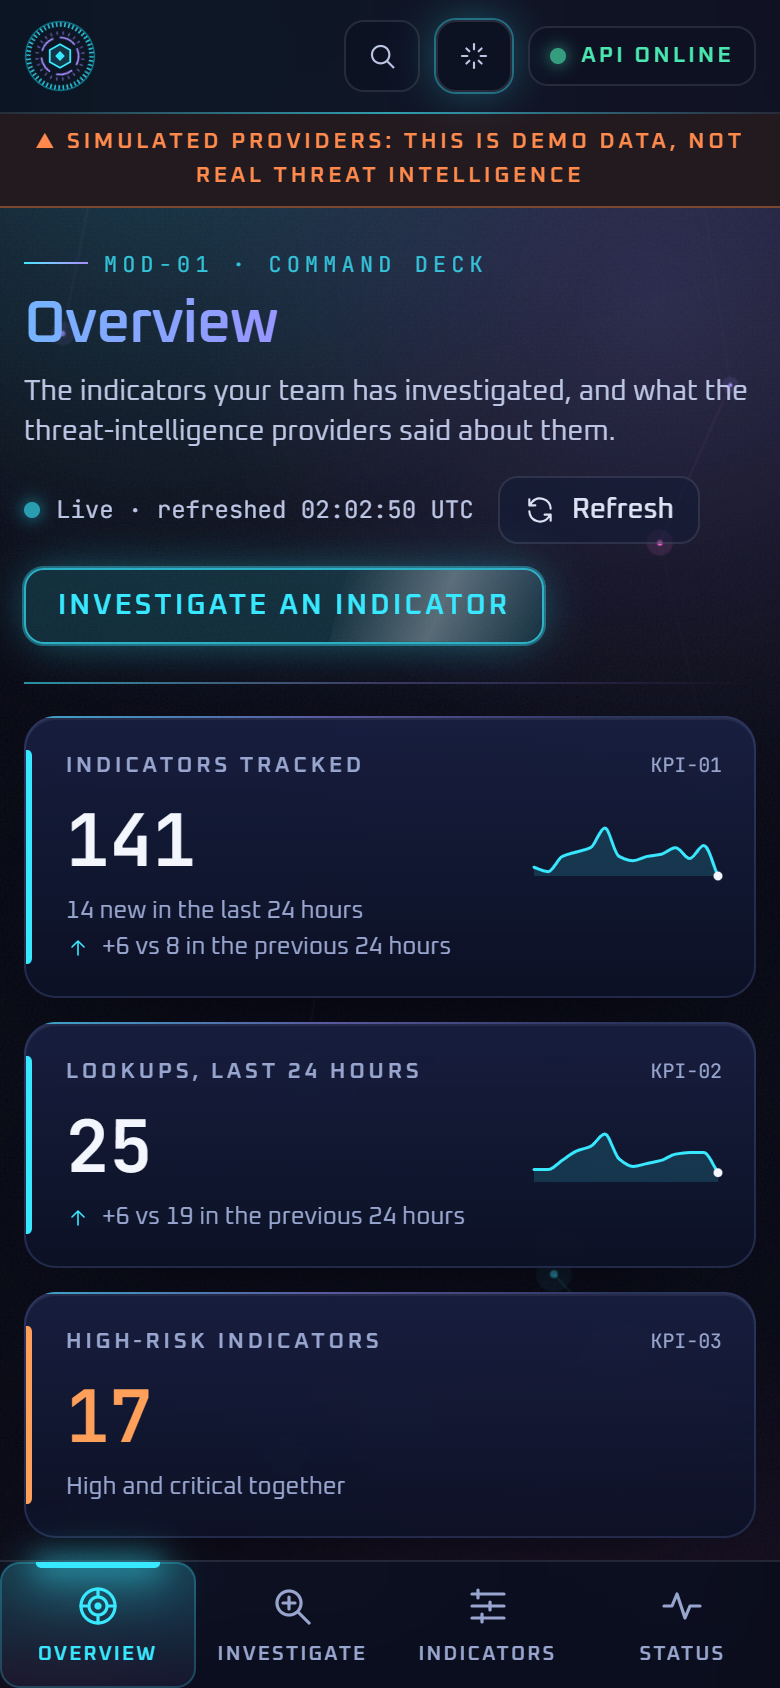 API ONLINE
▲ SIMULATED PROVIDERS: THIS IS DEMO DATA, NOT
REAL THREAT INTELLIGENCE
MOD-01 · COMMAND DECK
Overview
The indicators your team has investigated, and what the
threat-intelligence providers said about them.
Live · refreshed 02:02:50 UTC
Refresh
INVESTIGATE AN INDICATOR
INDICATORS TRACKED
KPI-01
141
14 new in the last 24 hours
↑ +6 vs 8 in the previous 24 hours
LOOKUPS, LAST 24 HOURS
KPI-02
25
↑ +6 vs 19 in the previous 24 hours
HIGH-RISK INDICATORS
KPI-03
17
High and critical together
OVERVIEW
INVESTIGATE
INDICATORS
STATUS